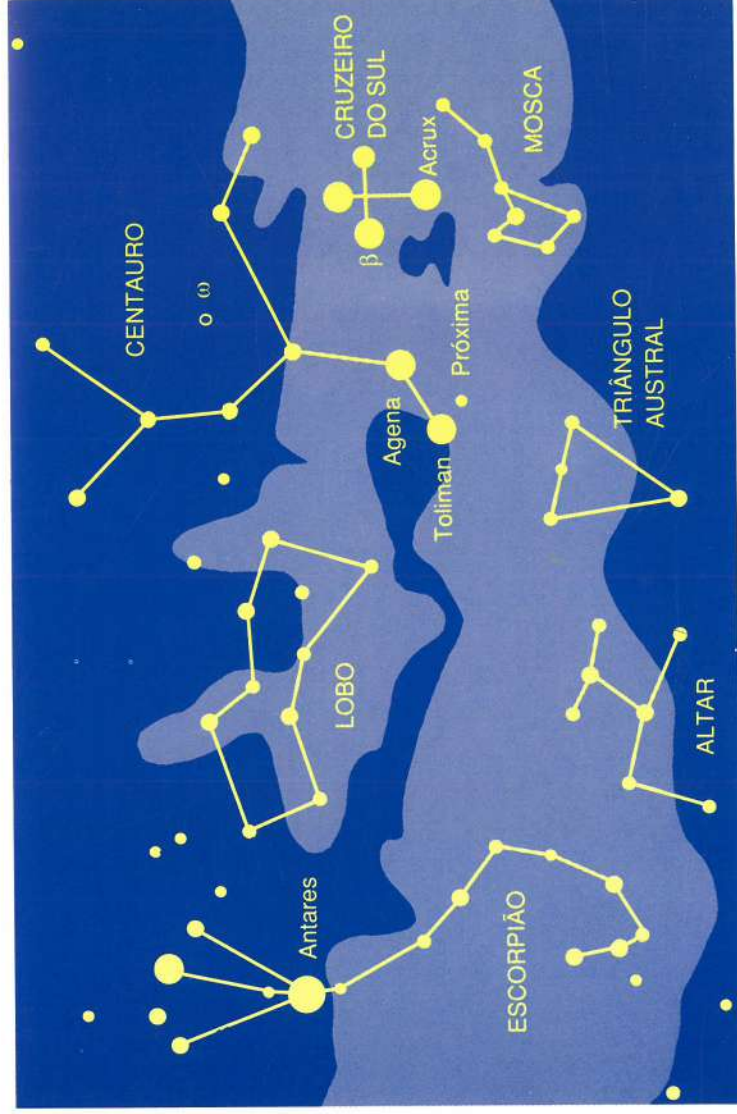 CENTAURO
ω
Antares
CRUZEIRO
DO SUL
LOBO
β
Agena
Acrux
Toliman
Próxima
ESCORPIÃO
MOSCA
TRIÂNGULO
AUSTRAL
ALTAR